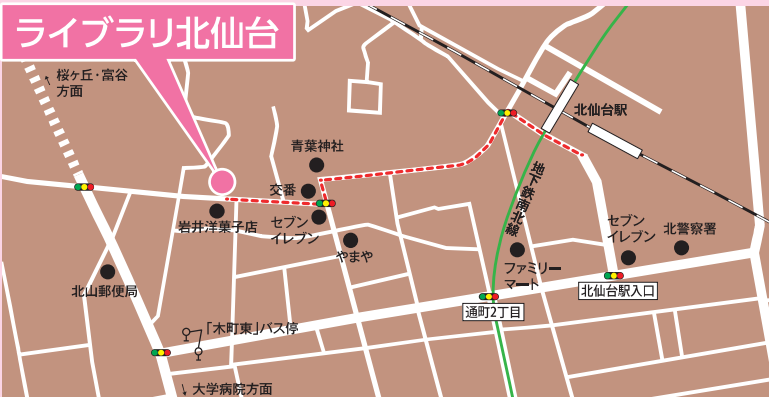 ライブラリ北仙台
桜ヶ丘・富谷
方面
北仙台駅
青葉神社
交番
地下鉄南北線
岩井洋菓子店
セブン
イレブン
やまや
セブン
イレブン
北警察署
ファミリー
マート
北山郵便局
北仙台駅入口
通町2丁目
「木町東」バス停
大学病院方面